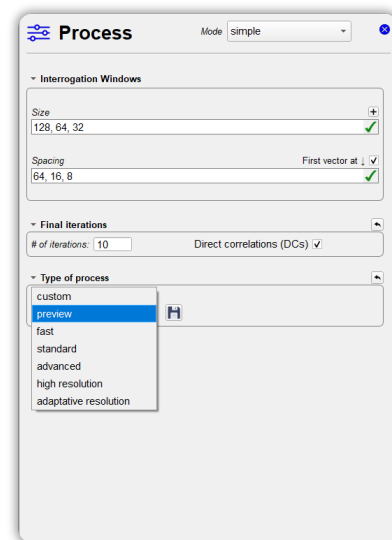 Process
Mode simple
Interrogation Windows
Size
128, 64, 32
Spacing First vector at ↓
64, 16, 8
Final iterations
# of iterations: 10 Direct correlations (DCs)
Type of process
custom
preview
fast
standard
advanced
high resolution
adaptative resolution